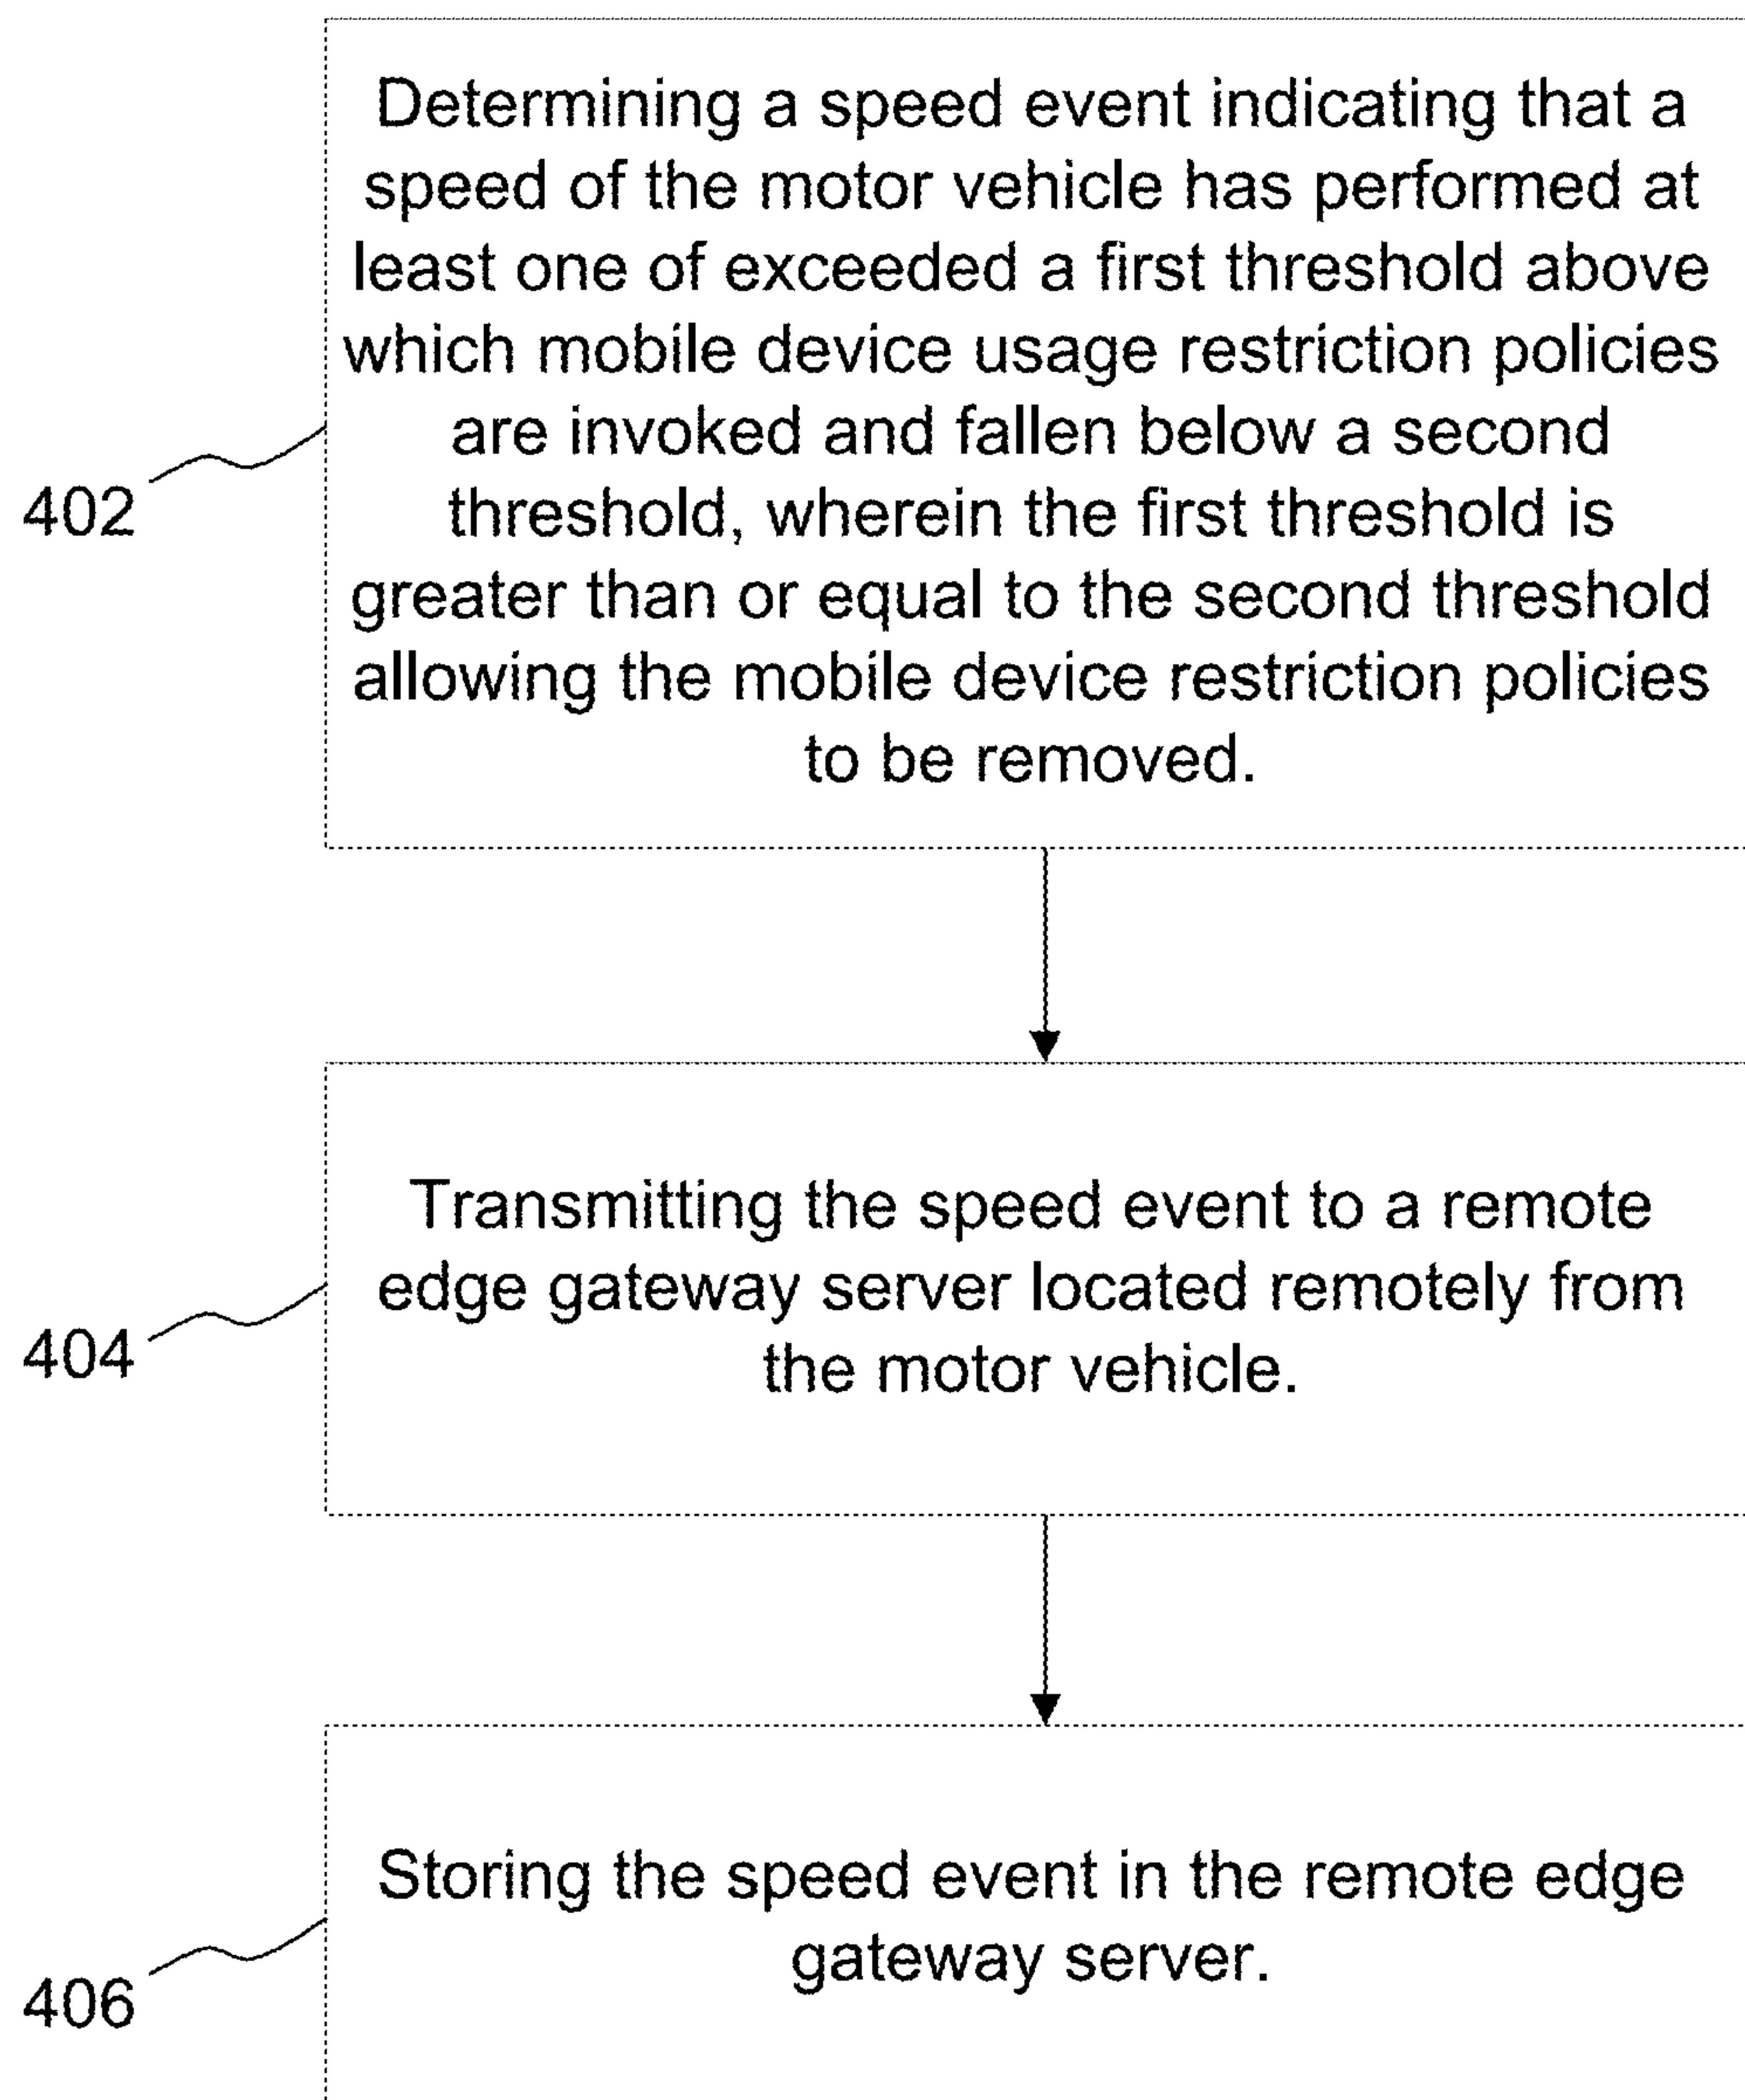 Determining a speed event indicating that a
speed of the motor vehicle has performed at
least one of exceeded a first threshold above
which mobile device usage restriction policies
are invoked and fallen below a second
threshold, wherein the first threshold is
greater than or equal to the second threshold
allowing the mobile device restriction policies
to be removed.
402
Transmitting the speed event to a remote
edge gateway server located remotely from
the motor vehicle.
404
Storing the speed event in the remote edge
gateway server.
406